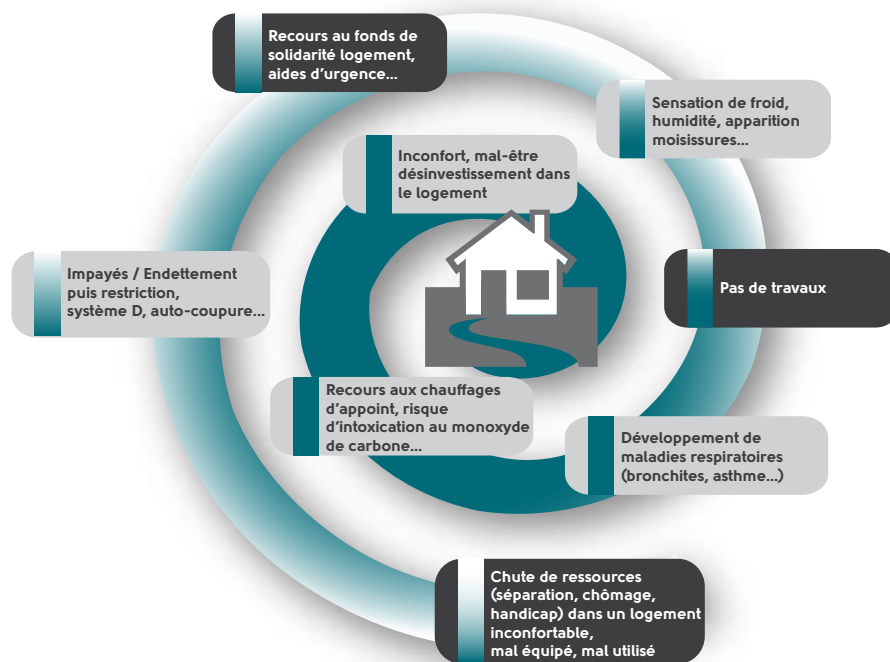 Recours au fonds de
solidarité logement,
aides d'urgence...
Sensation de froid,
humidité, apparition
moisissures...
Inconfort, mal-être
désinvestissement dans
le logement
Impayés / Endettement
puis restriction,
système D, auto-coupure...
Pas de travaux
Recours aux chauffages
d'appoint, risque
d'intoxication au monoxyde
de carbone...
Développement de
maladies respiratoires
(bronchites, asthme...)
Chute de ressources
(séparation, chômage,
handicap) dans un logement
inconfortable,
mal équipé, mal utilisé